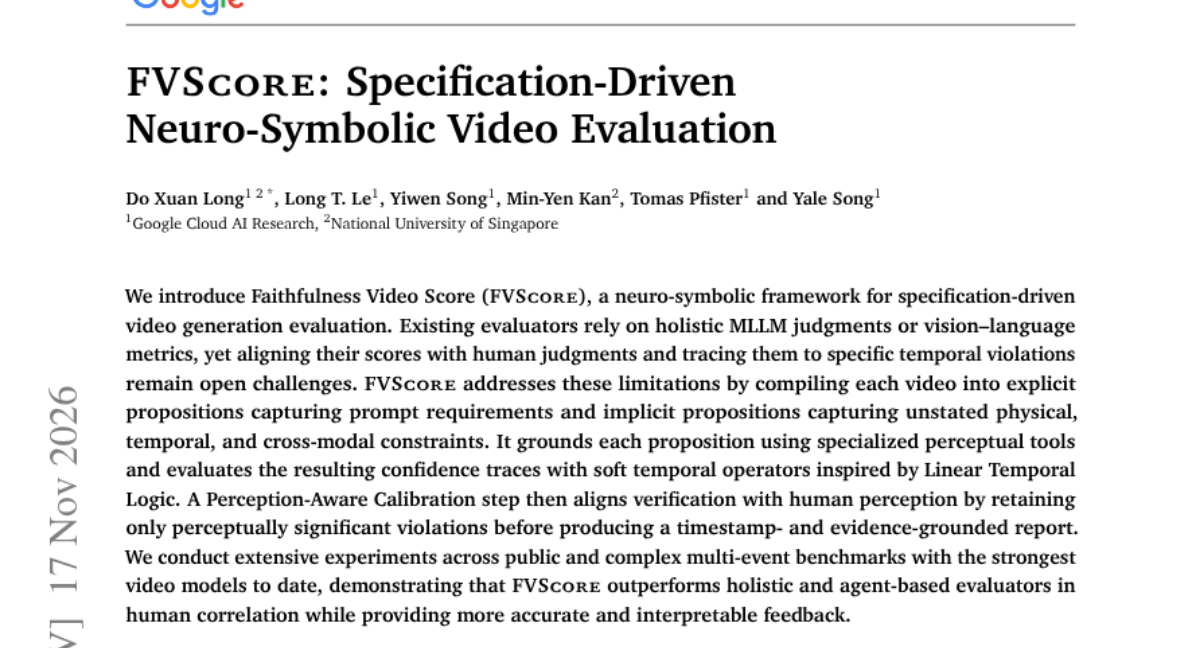 Google
FVSCORE: Specification-Driven
Neuro-Symbolic Video Evaluation
Do Xuan Long1 2 *, Long T. Le1, Yiwen Song1, Min-Yen Kan2, Tomas Pfister1 and Yale Song1
1Google Cloud AI Research, 2National University of Singapore
We introduce Faithfulness Video Score (FVSCORE), a neuro-symbolic framework for specification-driven
video generation evaluation. Existing evaluators rely on holistic MLLM judgments or vision–language
metrics, yet aligning their scores with human judgments and tracing them to specific temporal violations
remain open challenges. FVSCORE addresses these limitations by compiling each video into explicit
propositions capturing prompt requirements and implicit propositions capturing unstated physical,
temporal, and cross-modal constraints. It grounds each proposition using specialized perceptual tools
and evaluates the resulting confidence traces with soft temporal operators inspired by Linear Temporal
Logic. A Perception-Aware Calibration step then aligns verification with human perception by retaining
only perceptually significant violations before producing a timestamp- and evidence-grounded report.
We conduct extensive experiments across public and complex multi-event benchmarks with the strongest
video models to date, demonstrating that FVSCORE outperforms holistic and agent-based evaluators in
human correlation while providing more accurate and interpretable feedback.
V] 17 Nov 2026